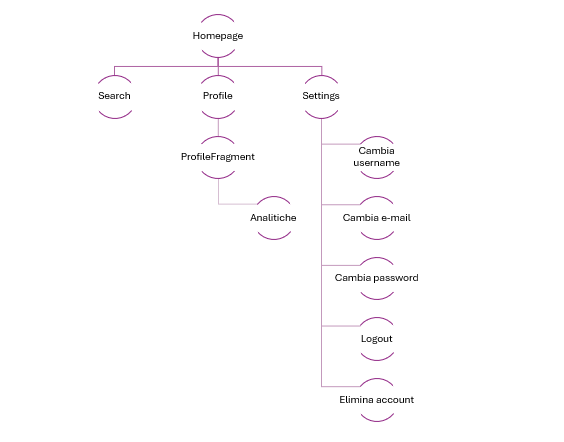 Homepage
Search
Profile
Settings
ProfileFragment
Cambia
username
Analitiche
Cambia e-mail
Cambia password
Logout
Elimina account